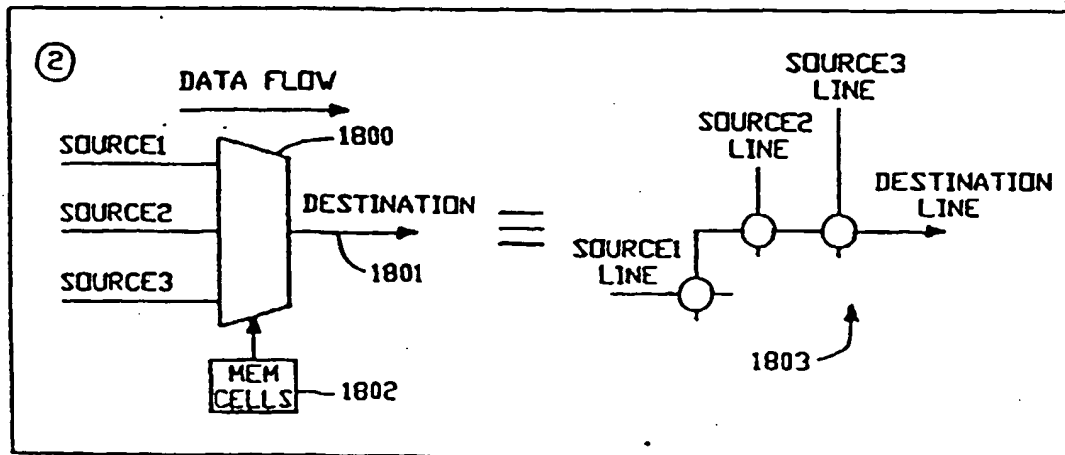 2
DATA FLOW
1800
SOURCE1
SOURCE2
SOURCE3
DESTINATION
1801
MEM
CELLS
1802
SOURCE3
LINE
SOURCE2
LINE
DESTINATION
LINE
SOURCE1
LINE
1803